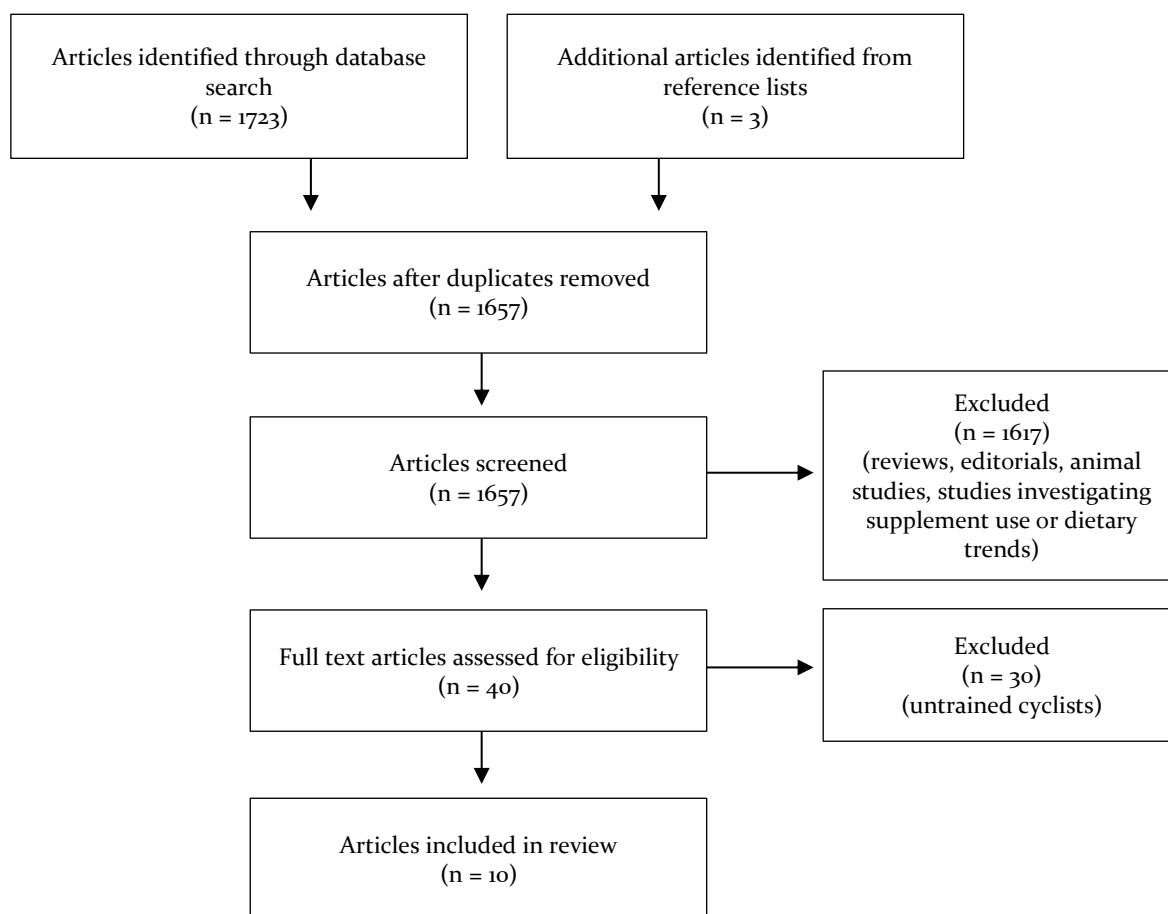 Articles identified through database
search
(n = 1723)
Additional articles identified from
reference lists
(n = 3)
Articles after duplicates removed
(n = 1657)
Articles screened
(n = 1657)
Excluded
(n = 1617)
(reviews, editorials, animal
studies, studies investigating
supplement use or dietary
trends)
Full text articles assessed for eligibility
(n = 40)
Excluded
(n = 30)
(untrained cyclists)
Articles included in review
(n = 10)